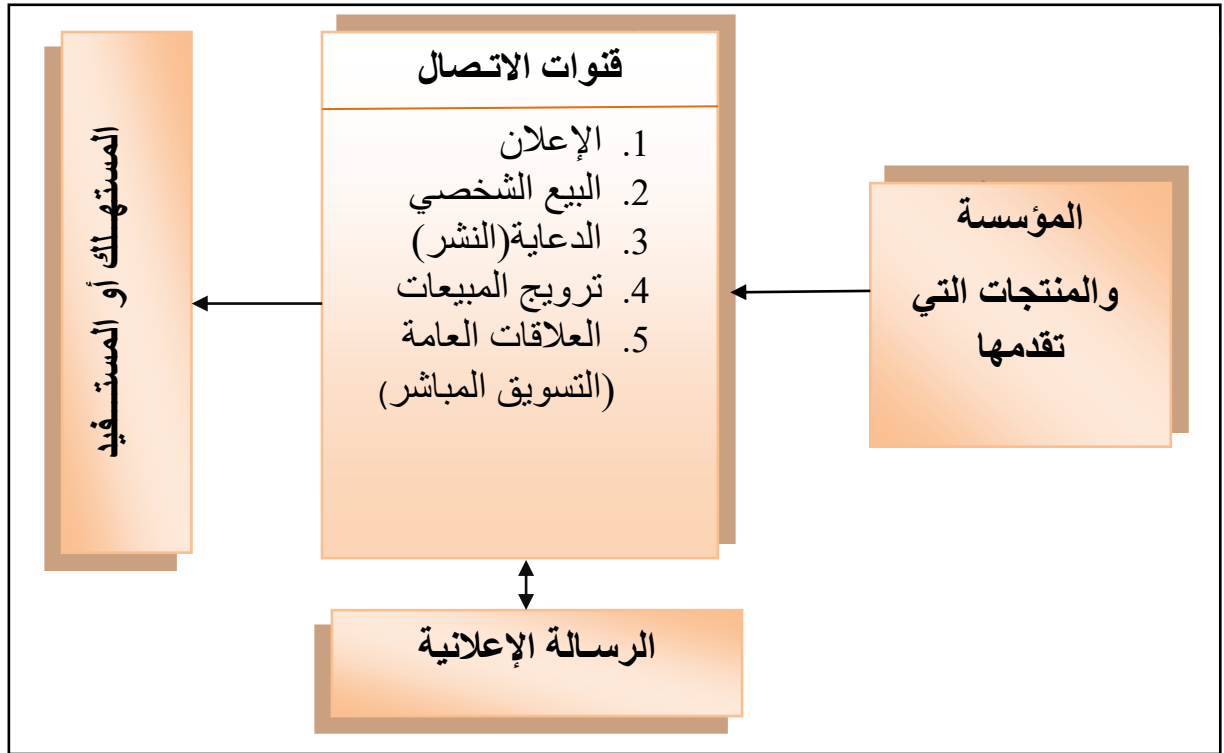 المؤسسة
والمنتجات التي
تقدمها
قنوات الاتصال
1. الإعلان
2. البيع الشخصي
3. الدعاية(النشر)
4. ترويج المبيعات
5. العلاقات العامة
(التسويق المباشر)
الرسالة الإعلانية
المستهلك أو المستفيد